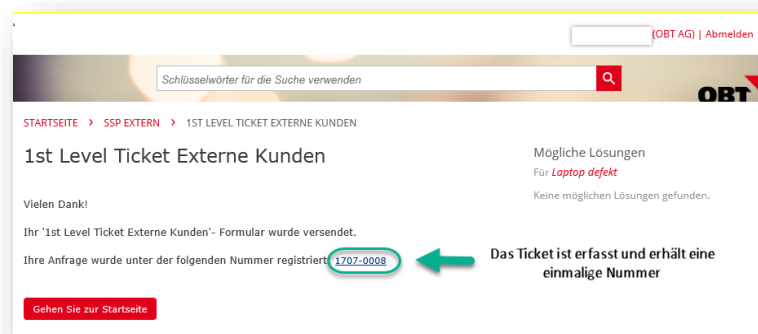 (OBT AG) | Abmelden
Schlüsselwörter für die Suche verwenden
OBT
STARTSEITE > SSP EXTERN > 1ST LEVEL TICKET EXTERNE KUNDEN
1st Level Ticket Externe Kunden
Mögliche Lösungen
Für Laptop defekt
Keine möglichen Lösungen gefunden.
Vielen Dank!
Ihr '1st Level Ticket Externe Kunden'- Formular wurde versendet.
Ihre Anfrage wurde unter der folgenden Nummer registriert 1707-0008
Das Ticket ist erfasst und erhält eine
einmalige Nummer
Gehen Sie zur Startseite